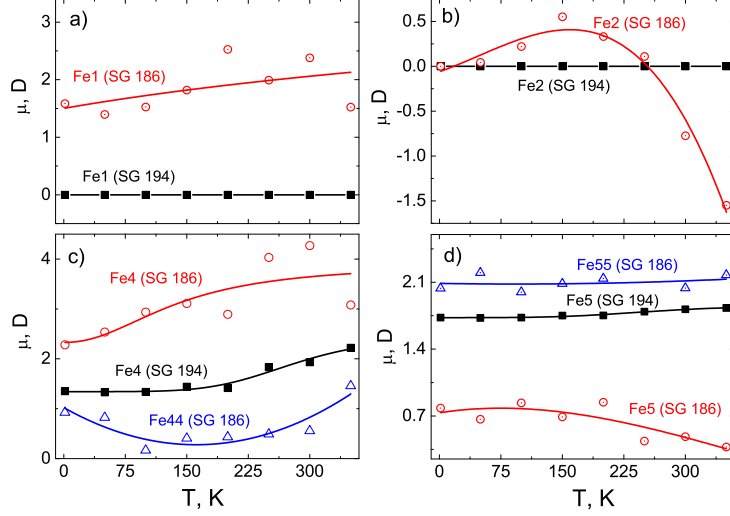 a)
Fe1 (SG 186)
Fe1 (SG 194)
μ, D
3
2
1
0
b)
Fe2 (SG 186)
Fe2 (SG 194)
μ, D
0.5
0.0
-0.5
-1.0
-1.5
c)
Fe4 (SG 186)
Fe4 (SG 194)
Fe44 (SG 186)
μ, D
4
2
0
0 75 150 225 300
T, K
d)
Fe55 (SG 186)
Fe5 (SG 194)
Fe5 (SG 186)
μ, D
2.1
1.4
0.7
0 75 150 225 300
T, K